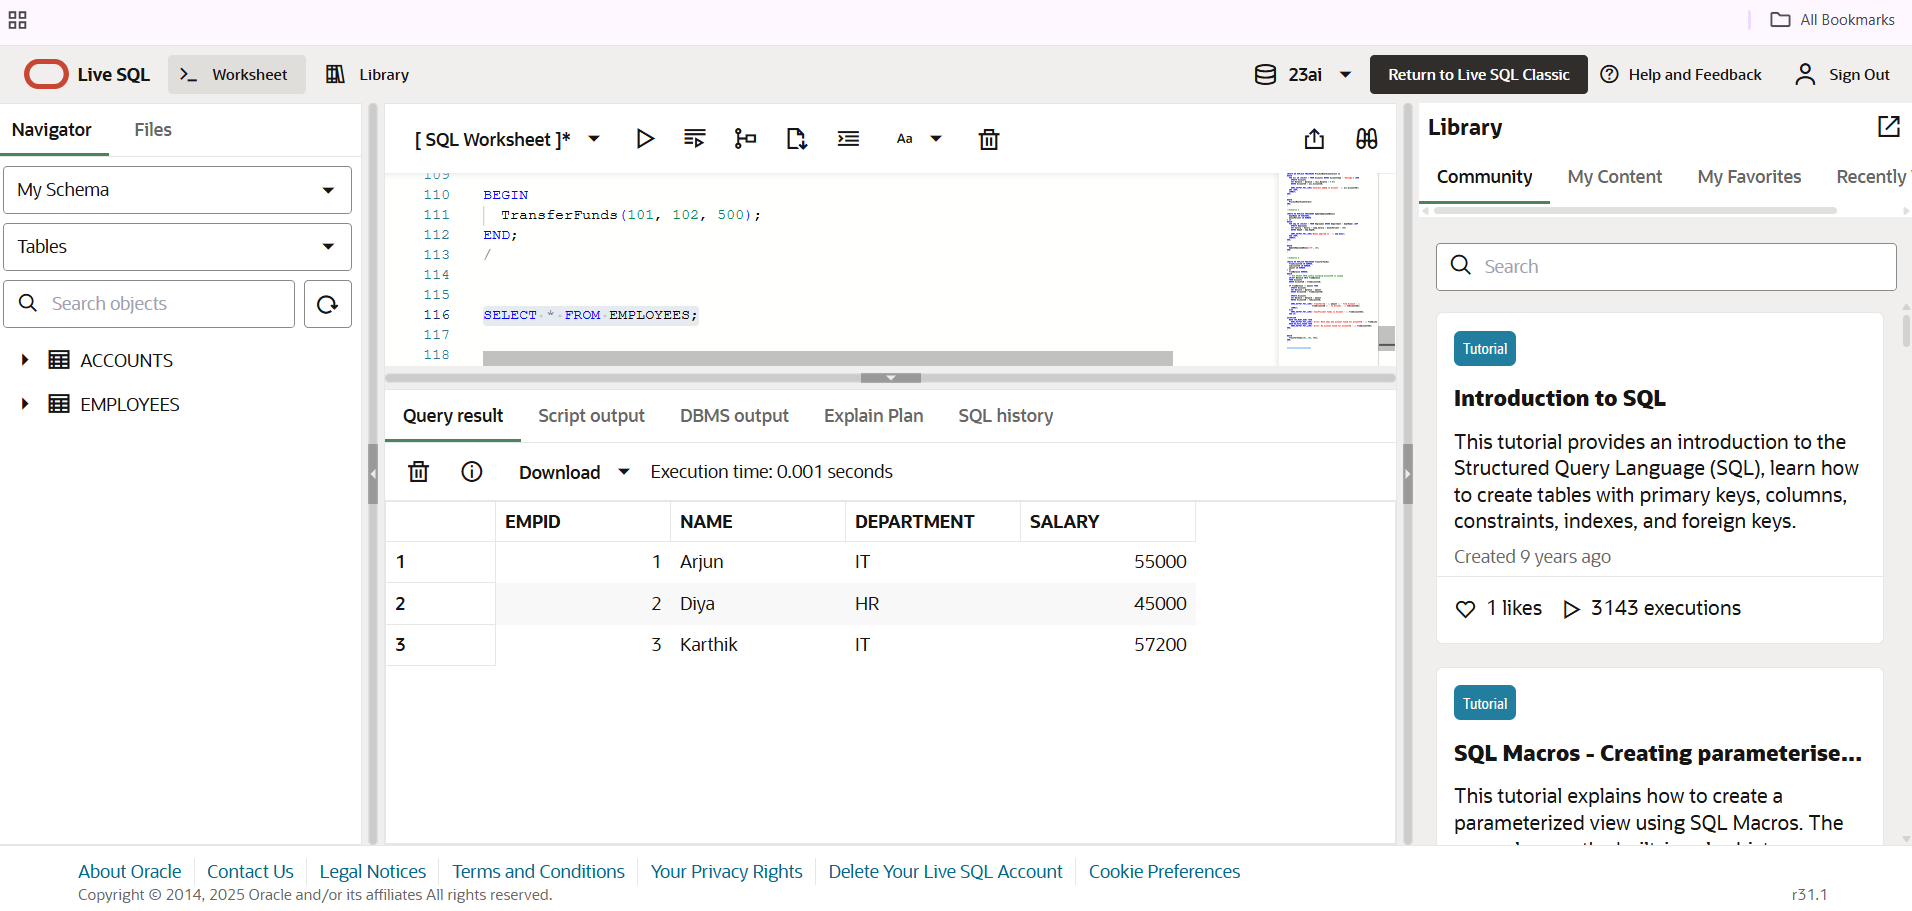 All Bookmarks
Live SQL
Worksheet
Library
23ai
Return to Live SQL Classic
Help and Feedback
Sign Out
Navigator
Files
My Schema
Tables
Search objects
ACCOUNTS
EMPLOYEES
[ SQL Worksheet ]*
Aa
109
110 BEGIN
111 TransferFunds(101, 102, 500);
112 END;
113 /
114
115
116 SELECT * FROM EMPLOYEES;
117
118
Query result
Script output
DBMS output
Explain Plan
SQL history
Download
Execution time: 0.001 seconds
EMPID NAME DEPARTMENT SALARY
1 1 Arjun IT 55000
2 2 Diya HR 45000
3 3 Karthik IT 57200
Library
Community
My Content
My Favorites
Recently
Search
Tutorial
Introduction to SQL
This tutorial provides an introduction to the
Structured Query Language (SQL), learn how
to create tables with primary keys, columns,
constraints, indexes, and foreign keys.
Created 9 years ago
1 likes
3143 executions
Tutorial
SQL Macros - Creating parameterise...
This tutorial explains how to create a
parameterized view using SQL Macros. The
About Oracle
Contact Us
Legal Notices
Terms and Conditions
Your Privacy Rights
Delete Your Live SQL Account
Cookie Preferences
Copyright © 2014, 2025 Oracle and/or its affiliates All rights reserved.
r31.1